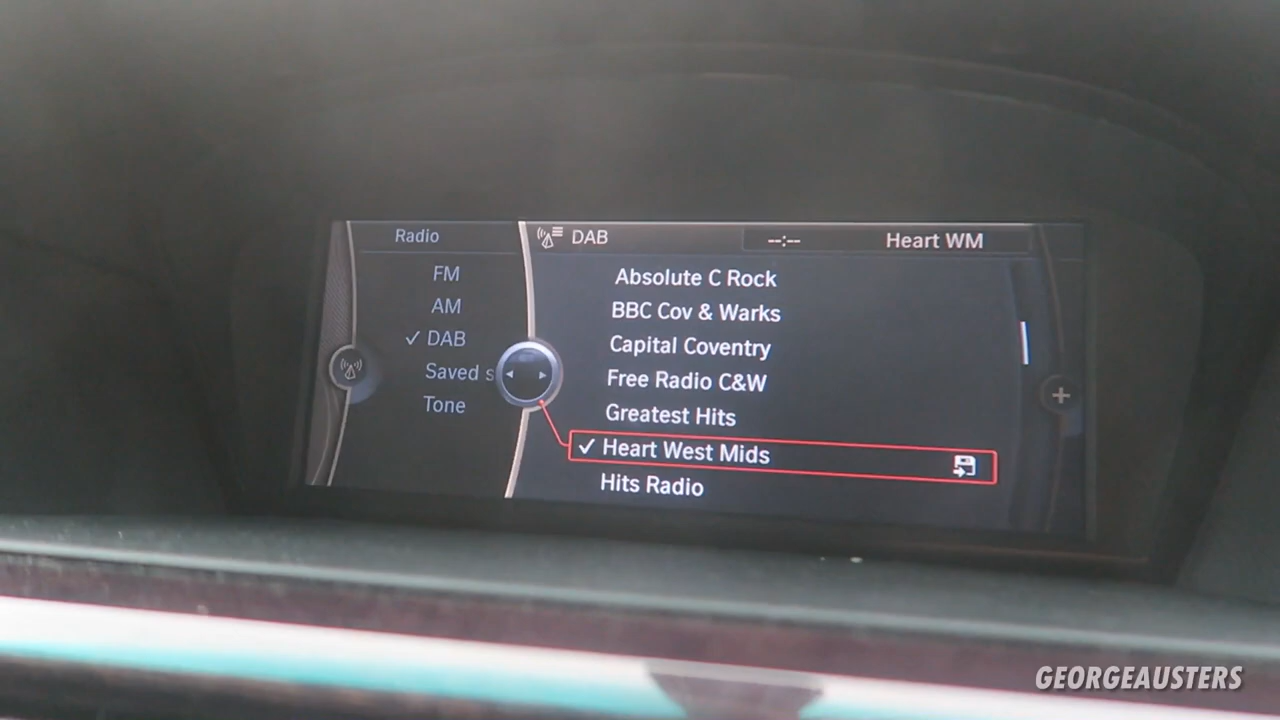 Radio
FM
AM
✓ DAB
Saved s
Tone
DAB
--:--
Heart WM
Absolute C Rock
BBC Cov & Warks
Capital Coventry
Free Radio C&W
Greatest Hits
✓ Heart West Mids
Hits Radio
GEORGEAUSTERS